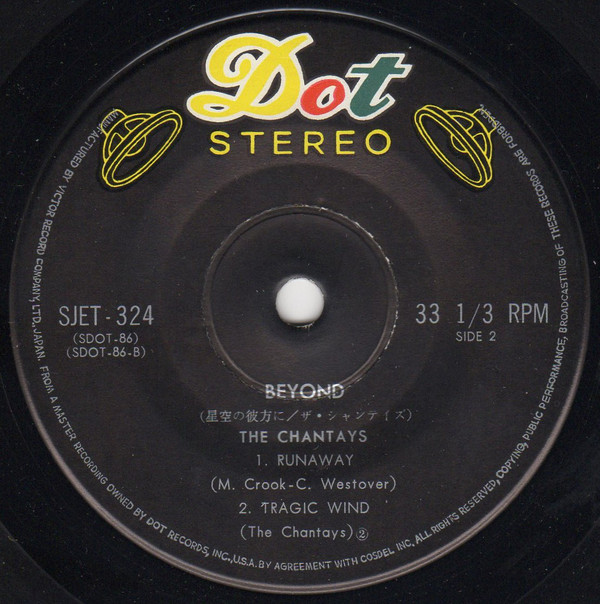 Dot
STEREO
SJET-324
(SDOT-86)
(SDOT-86-B)
33 1/3 RPM
SIDE 2
BEYOND
(星空の彼方に/ザ・シャンテイズ)
THE CHANTAYS
1. RUNAWAY
(M. Crook-C. Westover)
2. TRAGIC WIND
(The Chantays)②
MANUFACTURED BY VICTOR RECORD COMPANY, LTD. JAPAN. FROM A MASTER RECORDING OWNED BY DOT RECORDS, INC., U.S.A. BY AGREEMENT WITH COSDEL INC, ALL RIGHTS RESERVED, COPYING, PUBLIC PERFORMANCE, BROADCASTING OF THESE RECORDS ARE FORBIDDEN.